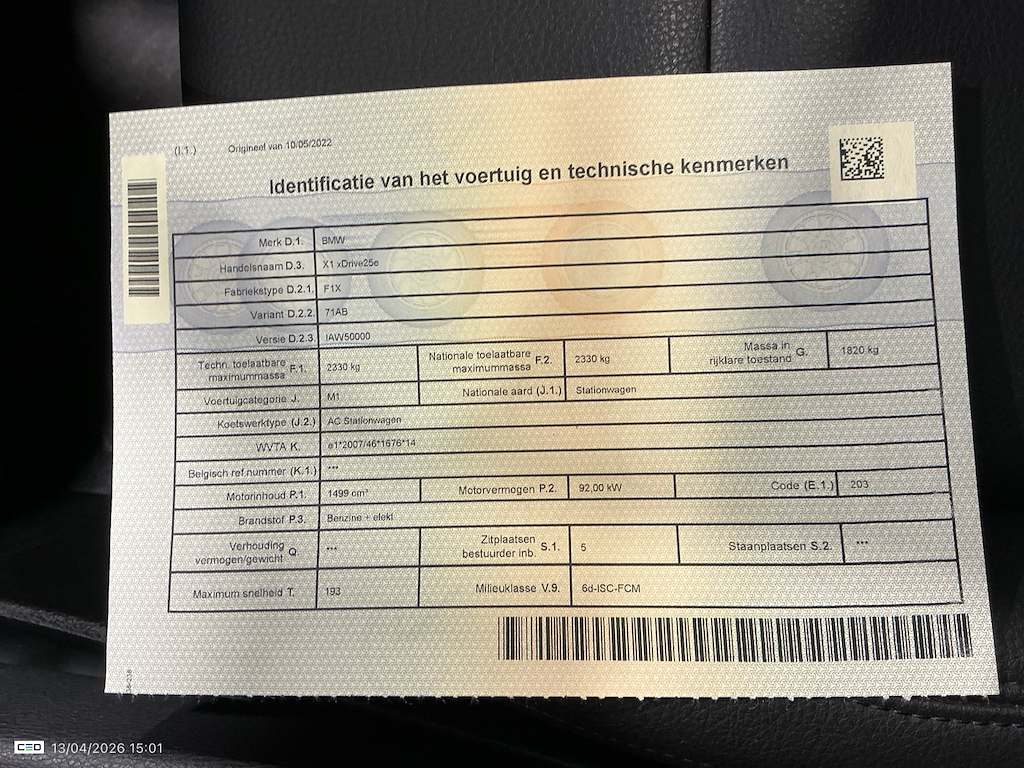 (I.1.) Origineel van 10/05/2022
Identificatie van het voertuig en technische kenmerken
Merk D.1. BMW
Handelsnaam D.3. X1 xDrive25e
Fabriekstype D.2.1. F1X
Variant D.2.2. 71AB
Versie D.2.3. IAW50000
Techn. toelaatbare maximummassa F.1. 2330 kg Nationale toelaatbare maximummassa F.2. 2330 kg Massa in rijklare toestand G. 1820 kg
Voertuigcategorie J. M1 Nationale aard (J.1.) Stationwagen
Koetswerktype (J.2.) AC Stationwagen
WVTA K. e1*2007/46*1676*14
Belgisch ref.nummer (K.1.) ***
Motorinhoud P.1. 1499 cm³ Motorvermogen P.2. 92,00 kW Code (E.1.) 203
Brandstof P.3. Benzine + elekt
Verhouding vermogen/gewicht Q. *** Zitplaatsen bestuurder inb. S.1. 5 Staanplaatsen S.2. ***
Maximum snelheid T. 193 Milieuklasse V.9. 6d-ISC-FCM
CEO 13/04/2026 15:01